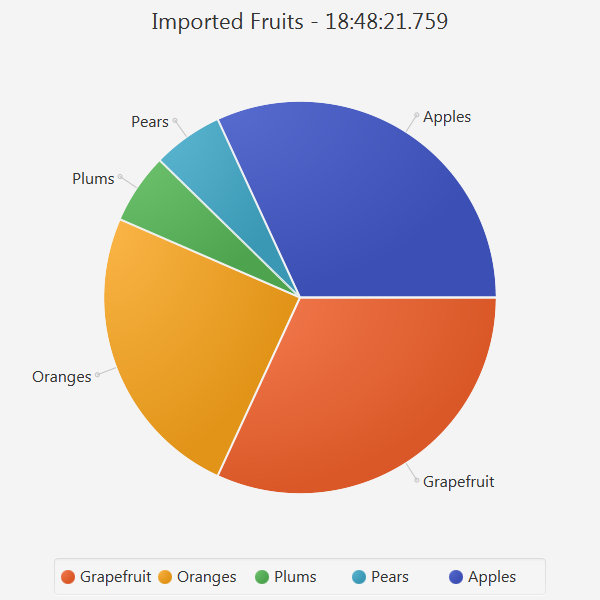 Imported Fruits - 18:48:21.759
Apples
Pears
Plums
Oranges
Grapefruit
Grapefruit Oranges Plums Pears Apples